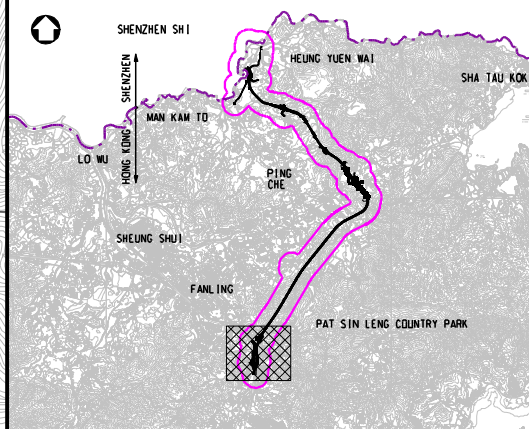 SHENZHEN SHI
HEUNG YUEN WAI
SHA TAU KOK
SHENZHEN
HONG KONG
MAN KAM TO
LO WU
PING
CHE
SHEUNG SHUI
FANLING
PAT SIN LENG COUNTRY PARK